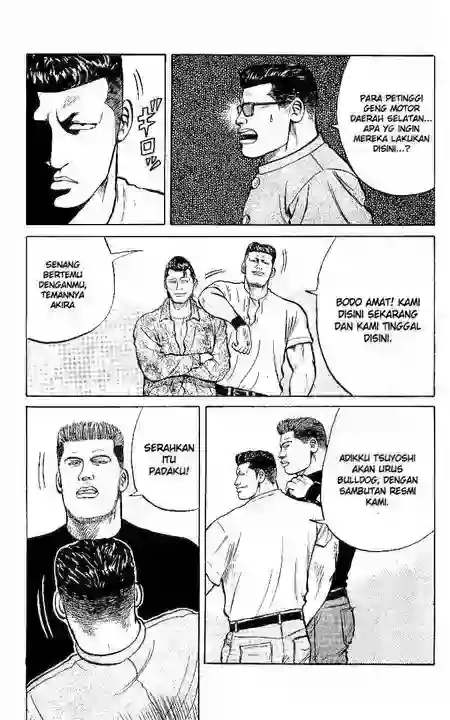 PARA PETINGGI
GENG MOTOR
DAERAH SELATAN...
APA YG INGIN
MEREKA LAKUKAN
DISINI...?
ギロ
SENANG
BERTEMU
DENGANMU,
TEMANNYA
AKIRA
BODO AMAT! KAMI
DISINI SEKARANG
DAN KAMI TINGGAL
DISINI.
SERAHKAN
ITU
PADAKU!
ADIKKU TSUYOSHI
AKAN URUS
BULLDOG, DENGAN
SAMBUTAN RESMI
KAMI.